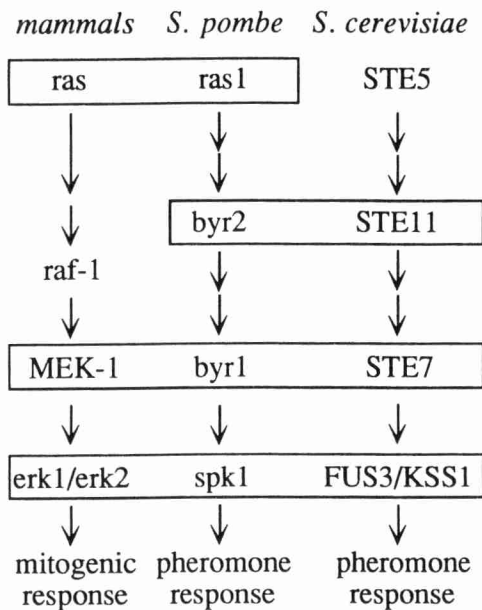 mammals S. pombe S. cerevisiae
ras ras1 STE5
byr2 STE11
raf-1
MEK-1 byr1 STE7
erk1/erk2 spk1 FUS3/KSS1
mitogenic pheromone pheromone
response response response